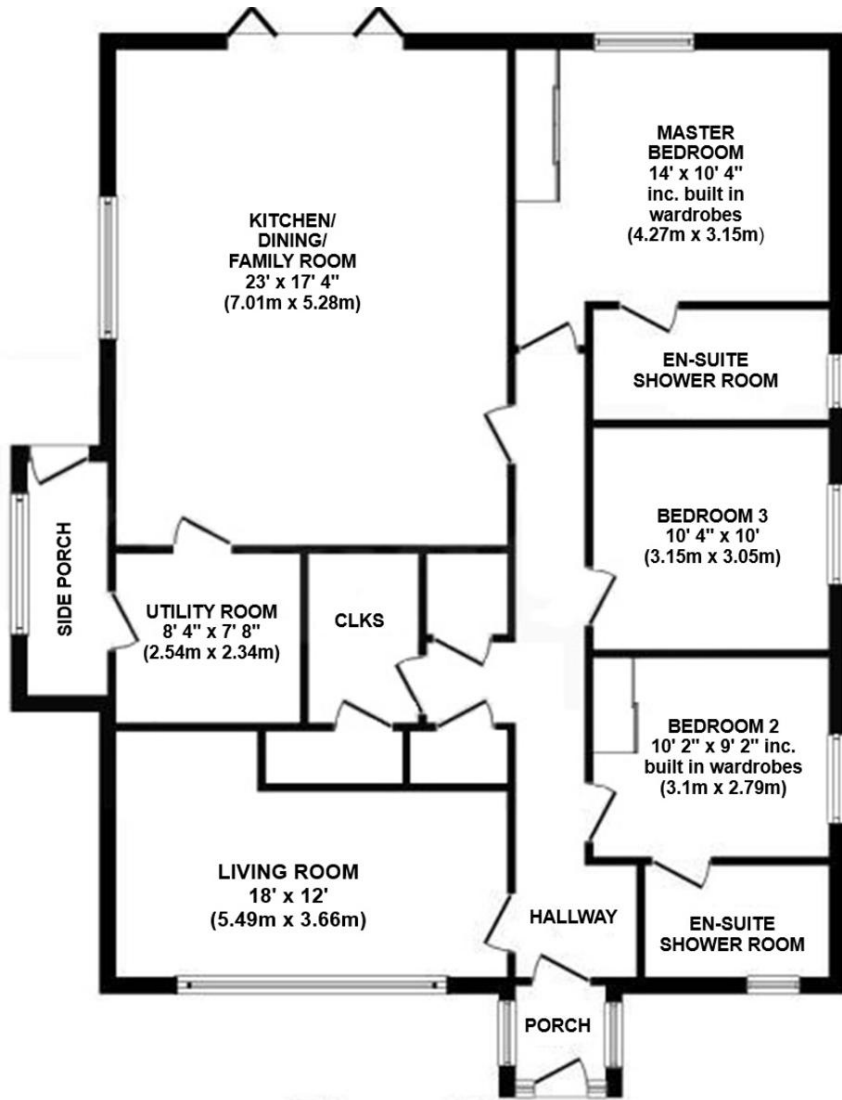 MASTER
BEDROOM
14' x 10' 4"
inc. built in
wardrobes
(4.27m x 3.15m)
KITCHEN/
DINING/
FAMILY ROOM
23' x 17' 4"
(7.01m x 5.28m)
EN-SUITE
SHOWER ROOM
BEDROOM 3
10' 4" x 10'
(3.15m x 3.05m)
SIDE PORCH
UTILITY ROOM
8' 4" x 7' 8"
(2.54m x 2.34m)
CLKS
BEDROOM 2
10' 2" x 9' 2" inc.
built in wardrobes
(3.1m x 2.79m)
LIVING ROOM
18' x 12'
(5.49m x 3.66m)
HALLWAY
EN-SUITE
SHOWER ROOM
PORCH